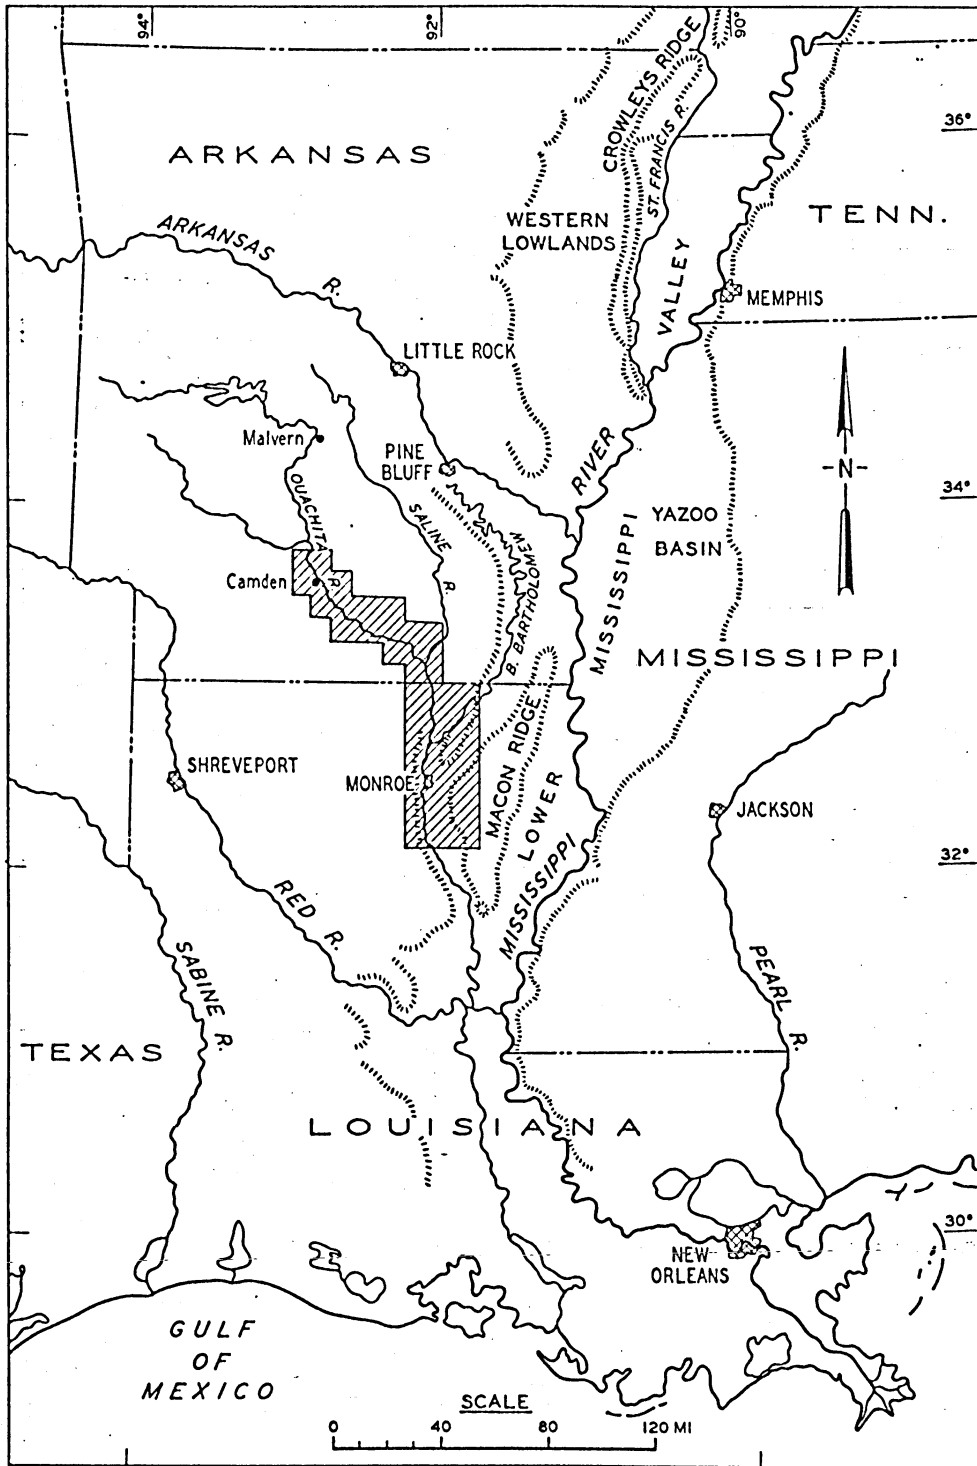 94°
92°
90°
CROWLEYS RIDGE
36°
ARKANSAS
ST. FRANCIS R.
WESTERN
LOWLANDS
TENN.
ARKANSAS
R.
VALLEY
MEMPHIS
LITTLE ROCK
Malvern
PINE
BLUFF
RIVER
-N-
OUACHITA
R.
SALINE
R.
34°
YAZOO
BASIN
Camden
B. BARTHOLOMEW
MISSISSIPPI
MISSISSIPPI
SHREVEPORT
MONROE
MACON RIDGE
LOWER
MISSISSIPPI
JACKSON
32°
RED
R.
SABINE
R.
PEARL
R.
TEXAS
LOUISIANA
30°
NEW
ORLEANS
GULF
OF
MEXICO
SCALE
0 40 80 120 MI